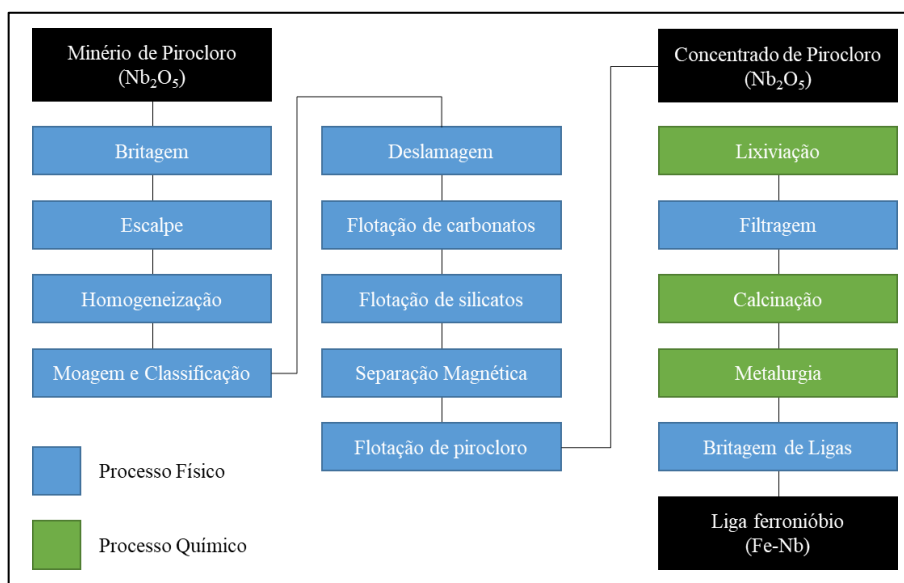 Minério de Pirocloro
(Nb₂O₅)
Britagem
Escalpe
Homogeneização
Moagem e Classificação
Deslamagem
Flotação de carbonatos
Flotação de silicatos
Separação Magnética
Flotação de pirocloro
Concentrado de Pirocloro
(Nb₂O₅)
Lixiviação
Filtragem
Calcinação
Metalurgia
Britagem de Ligas
Liga ferronióbio
(Fe-Nb)
Processo Físico
Processo Químico